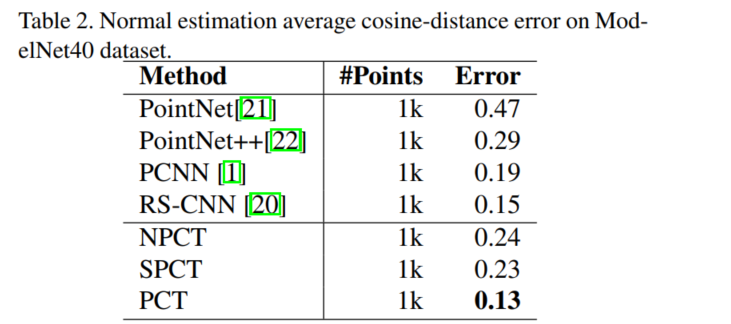 Table 2. Normal estimation average cosine-distance error on Mod-
elNet40 dataset.
Method #Points Error
PointNet[21] 1k 0.47
PointNet++[22] 1k 0.29
PCNN [1] 1k 0.19
RS-CNN [20] 1k 0.15
NPCT 1k 0.24
SPCT 1k 0.23
PCT 1k 0.13